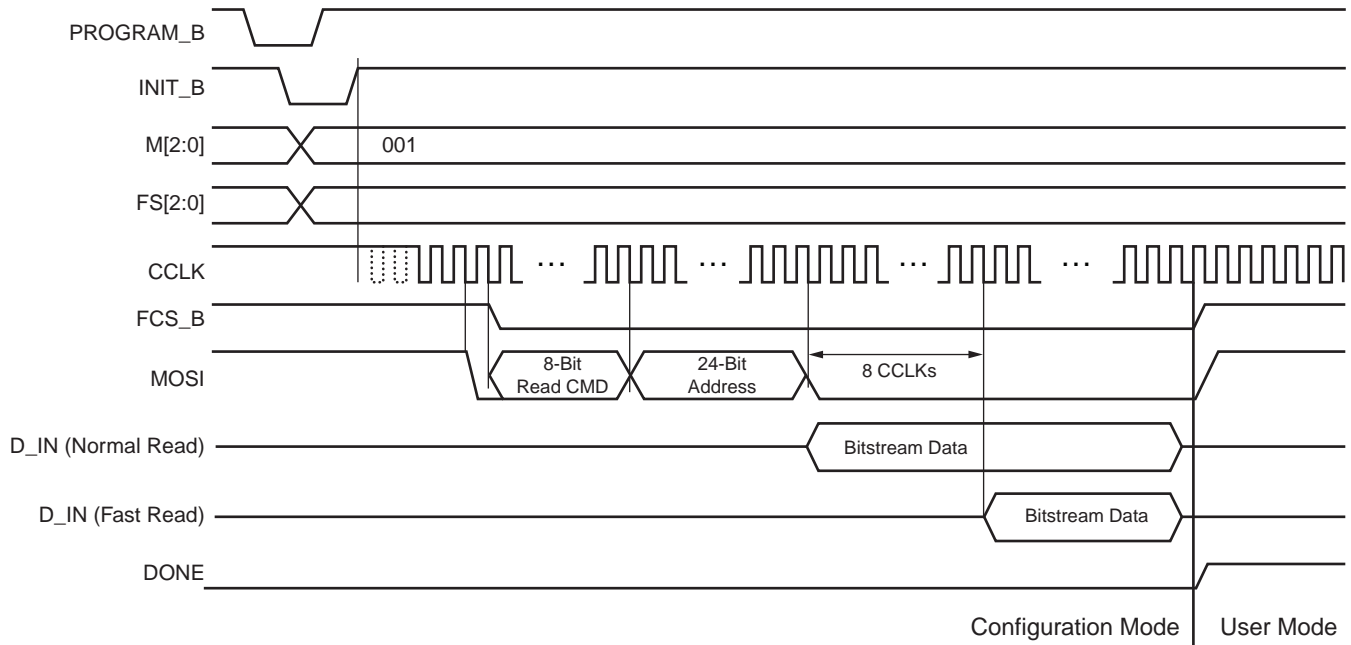 PROGRAM_B
INIT_B
M[2:0]
001
FS[2:0]
CCLK
...
...
...
...
FCS_B
MOSI
8-Bit
Read CMD
24-Bit
Address
8 CCLKs
D_IN (Normal Read)
Bitstream Data
D_IN (Fast Read)
Bitstream Data
DONE
Configuration Mode
User Mode